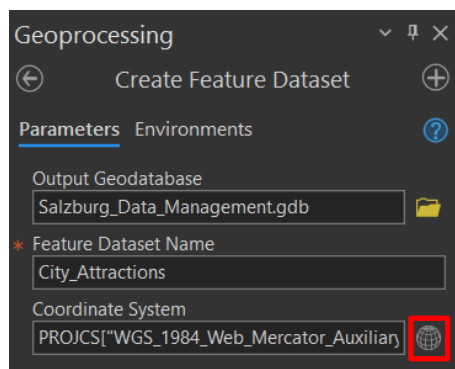 Geoprocessing
Create Feature Dataset
Parameters Environments
Output Geodatabase
Salzburg_Data_Management.gdb
* Feature Dataset Name
City_Attractions
Coordinate System
PROJCS["WGS_1984_Web_Mercator_Auxiliary